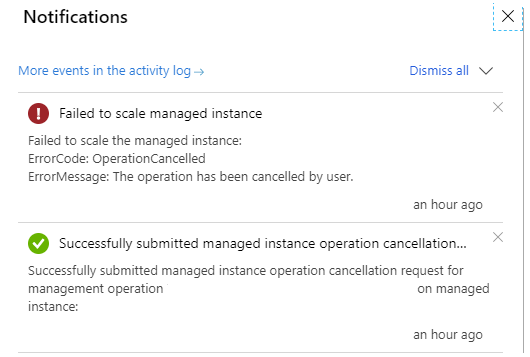 Notifications
More events in the activity log →
Dismiss all
Failed to scale managed instance
Failed to scale the managed instance:
ErrorCode: OperationCancelled
ErrorMessage: The operation has been cancelled by user.
an hour ago
Successfully submitted managed instance operation cancellation...
Successfully submitted managed instance operation cancellation request for
management operation on managed
instance:
an hour ago